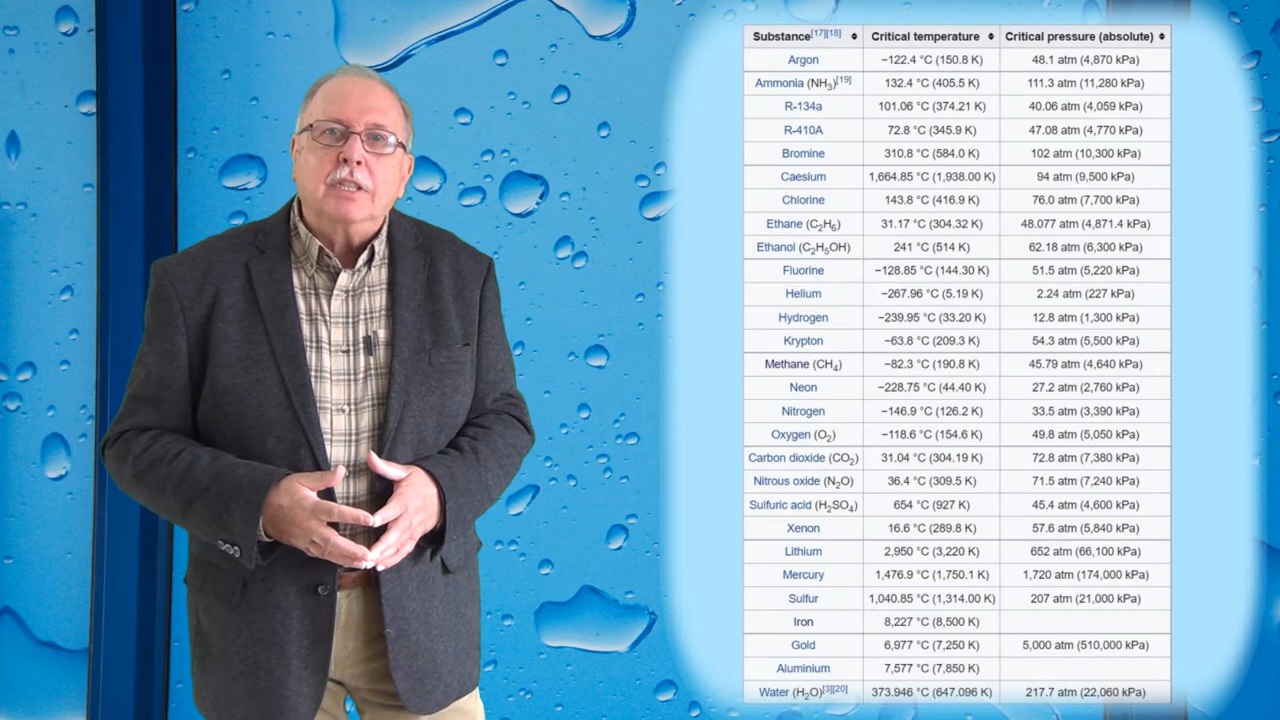 Substance[17][18] Critical temperature Critical pressure (absolute)
Argon −122.4 °C (150.8 K) 48.1 atm (4,870 kPa)
Ammonia (NH₃)[19] 132.4 °C (405.5 K) 111.3 atm (11,280 kPa)
R-134a 101.06 °C (374.21 K) 40.06 atm (4,059 kPa)
R-410A 72.8 °C (345.9 K) 47.08 atm (4,770 kPa)
Bromine 310.8 °C (584.0 K) 102 atm (10,300 kPa)
Caesium 1,664.85 °C (1,938.00 K) 94 atm (9,500 kPa)
Chlorine 143.8 °C (416.9 K) 76.0 atm (7,700 kPa)
Ethane (C₂H₆) 31.17 °C (304.32 K) 48.077 atm (4,871.4 kPa)
Ethanol (C₂H₅OH) 241 °C (514 K) 62.18 atm (6,300 kPa)
Fluorine −128.85 °C (144.30 K) 51.5 atm (5,220 kPa)
Helium −267.96 °C (5.19 K) 2.24 atm (227 kPa)
Hydrogen −239.95 °C (33.20 K) 12.8 atm (1,300 kPa)
Krypton −63.8 °C (209.3 K) 54.3 atm (5,500 kPa)
Methane (CH₄) −82.3 °C (190.8 K) 45.79 atm (4,640 kPa)
Neon −228.75 °C (44.40 K) 27.2 atm (2,760 kPa)
Nitrogen −146.9 °C (126.2 K) 33.5 atm (3,390 kPa)
Oxygen (O₂) −118.6 °C (154.6 K) 49.8 atm (5,050 kPa)
Carbon dioxide (CO₂) 31.04 °C (304.19 K) 72.8 atm (7,380 kPa)
Nitrous oxide (N₂O) 36.4 °C (309.5 K) 71.5 atm (7,240 kPa)
Sulfuric acid (H₂SO₄) 654 °C (927 K) 45.4 atm (4,600 kPa)
Xenon 16.6 °C (289.8 K) 57.6 atm (5,840 kPa)
Lithium 2,950 °C (3,220 K) 652 atm (66,100 kPa)
Mercury 1,476.9 °C (1,750.1 K) 1,720 atm (174,000 kPa)
Sulfur 1,040.85 °C (1,314.00 K) 207 atm (21,000 kPa)
Iron 8,227 °C (8,500 K)
Gold 6,977 °C (7,250 K) 5,000 atm (510,000 kPa)
Aluminium 7,577 °C (7,850 K)
Water (H₂O)[3][20] 373.946 °C (647.096 K) 217.7 atm (22,060 kPa)